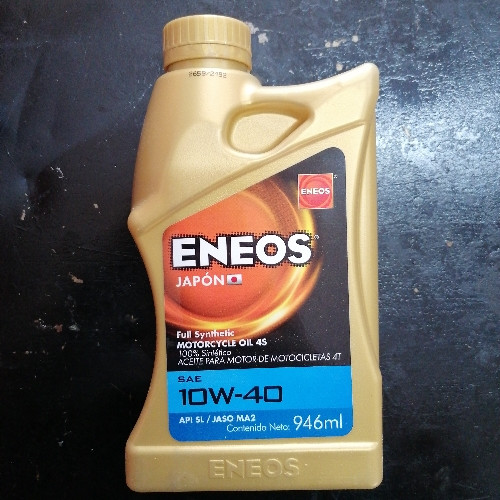 ENEOS
ENEOS
JAPÓN
Full Synthetic
MOTORCYCLE OIL 4S
100% Sintético
ACEITE PARA MOTOR DE MOTOCICLETAS 4T
SAE
10W-40
API SL / JASO MA2
Contenido Neto: 946ml
ENEOS